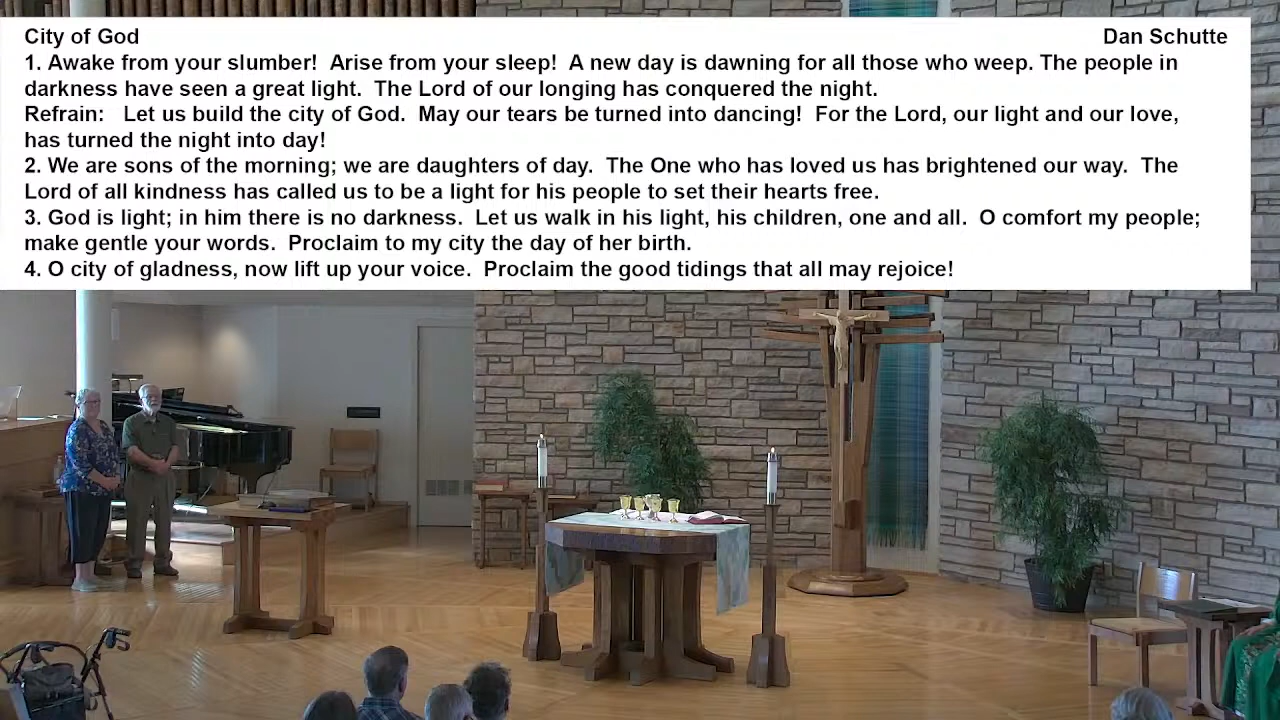 City of God Dan Schutte
1. Awake from your slumber!  Arise from your sleep!  A new day is dawning for all those who weep. The people in
darkness have seen a great light.  The Lord of our longing has conquered the night.
Refrain:   Let us build the city of God.  May our tears be turned into dancing!  For the Lord, our light and our love,
has turned the night into day!
2. We are sons of the morning; we are daughters of day.  The One who has loved us has brightened our way.  The
Lord of all kindness has called us to be a light for his people to set their hearts free.
3. God is light; in him there is no darkness.  Let us walk in his light, his children, one and all.  O comfort my people;
make gentle your words.  Proclaim to my city the day of her birth.
4. O city of gladness, now lift up your voice.  Proclaim the good tidings that all may rejoice!